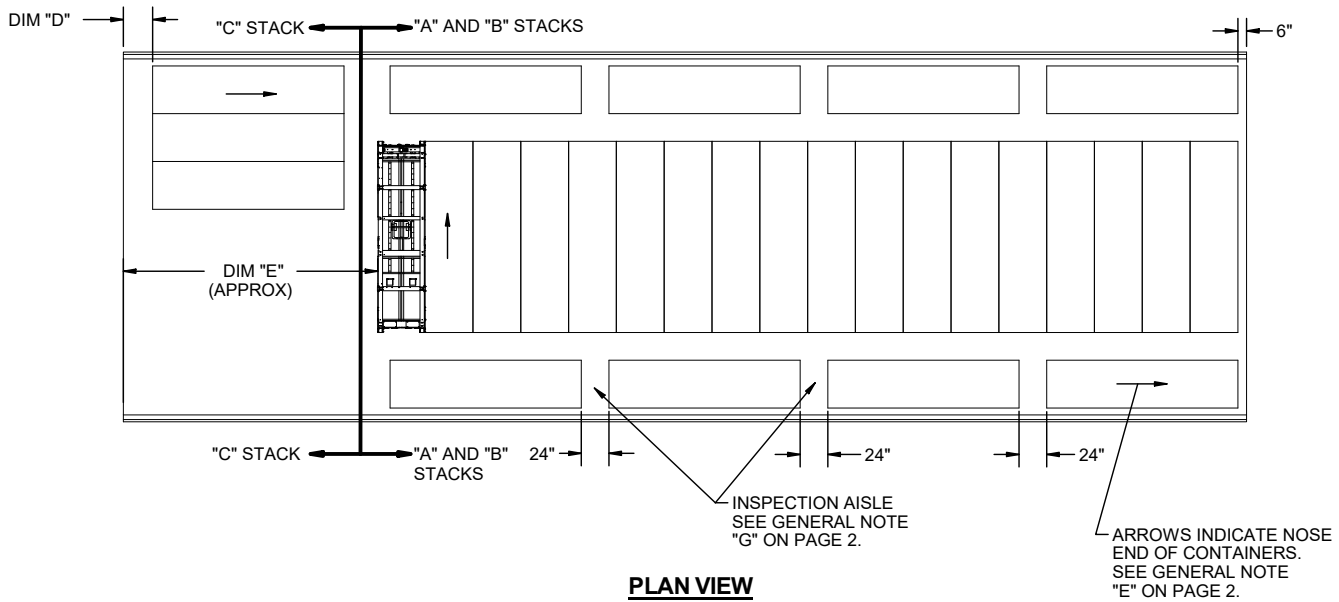 DIM "D"
"C" STACK
"A" AND "B" STACKS
6"
DIM "E"
(APPROX)
"C" STACK
"A" AND "B"
STACKS
24"
24"
24"
INSPECTION AISLE
SEE GENERAL NOTE
"G" ON PAGE 2.
ARROWS INDICATE NOSE
END OF CONTAINERS.
SEE GENERAL NOTE
"E" ON PAGE 2.
PLAN VIEW